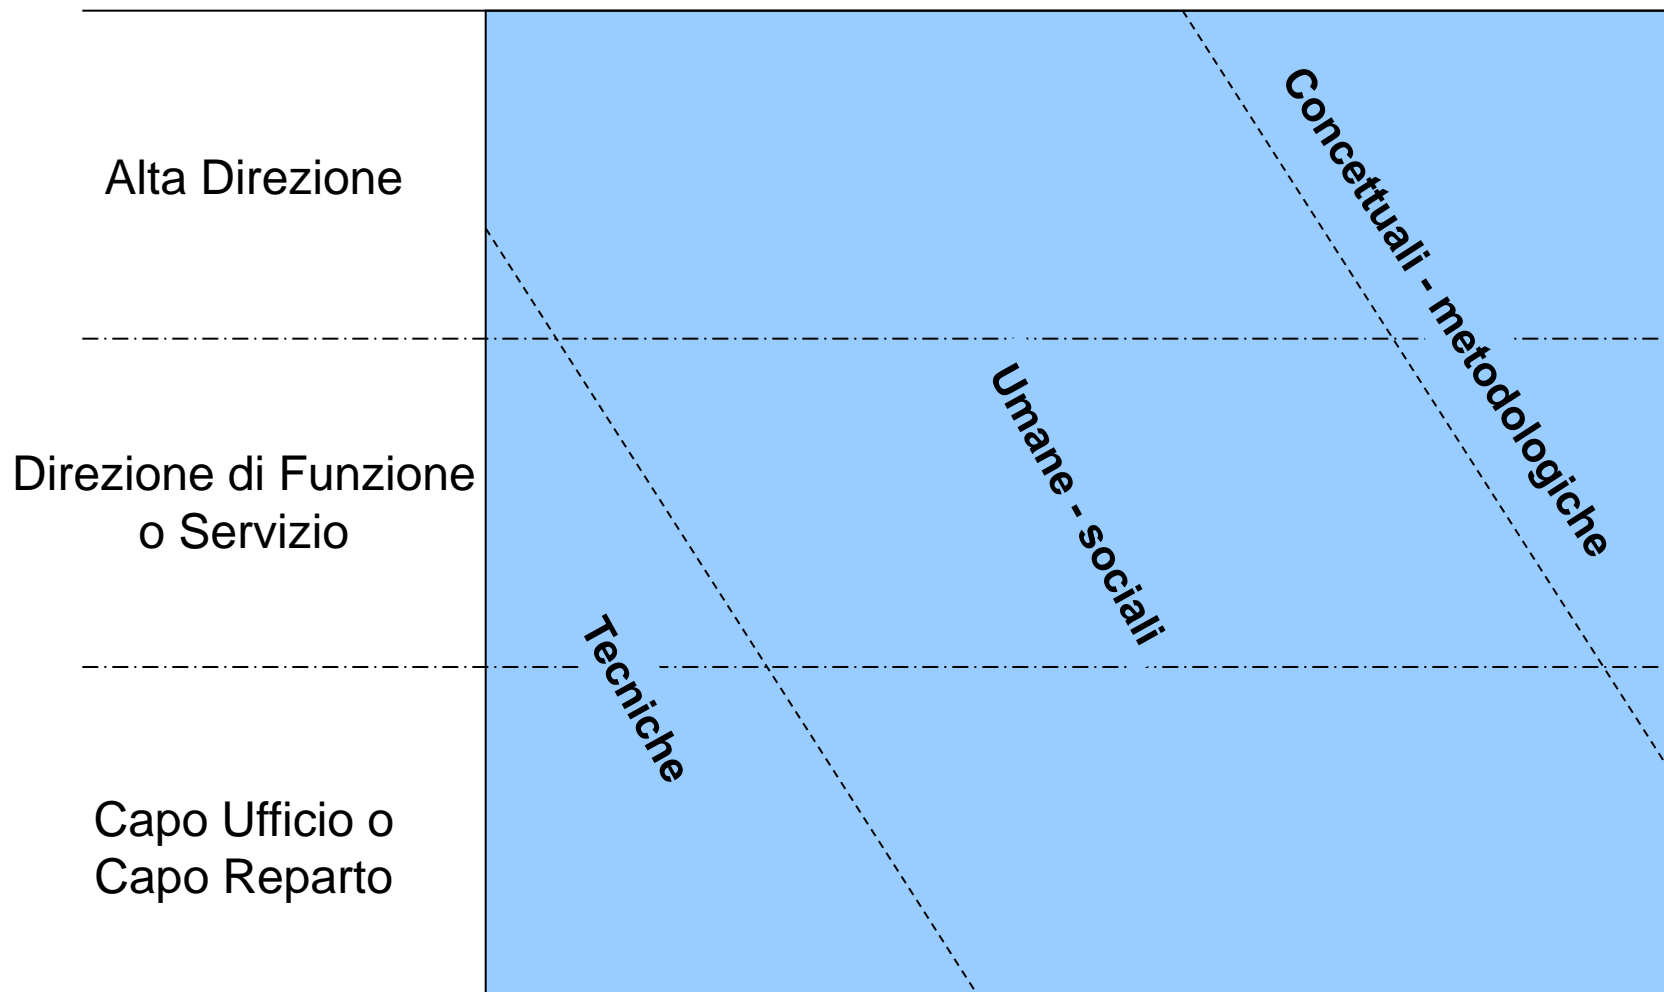 Alta Direzione
Concettuali - metodologiche
Direzione di Funzione
o Servizio
Umane - sociali
Tecniche
Capo Ufficio o
Capo Reparto